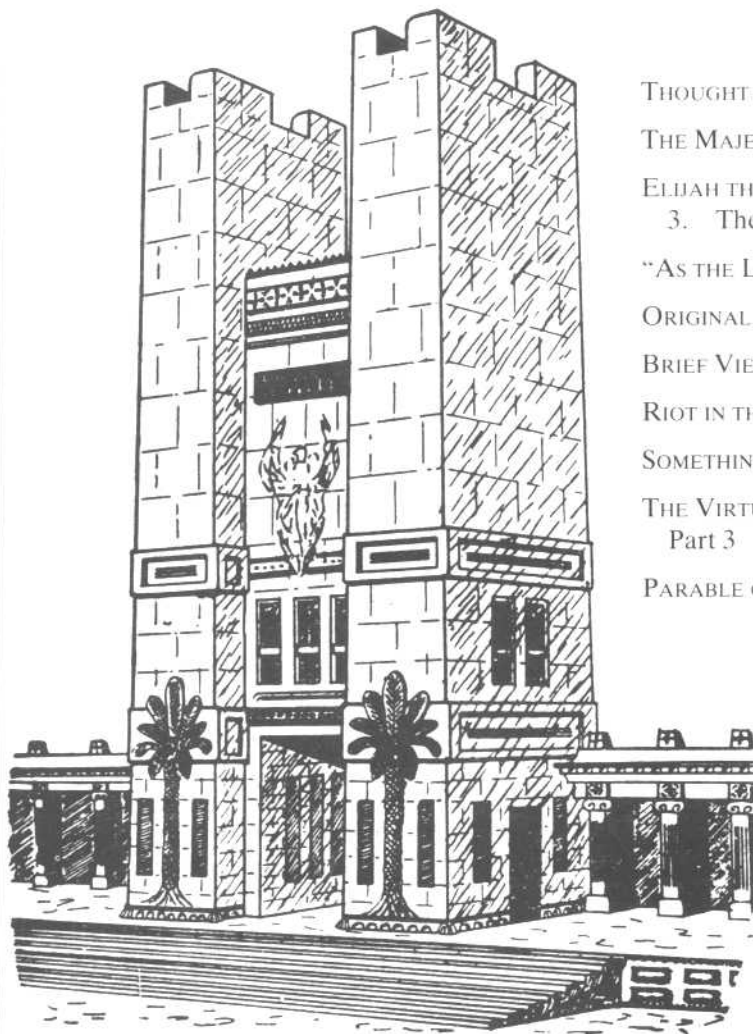 THOUGHT
THE MAJE
ELIJAH TH
3. The
"AS THE L
ORIGINAL
BRIEF VIE
RIOT IN TH
SOMETHIN
THE VIRTU
Part 3
PARABLE